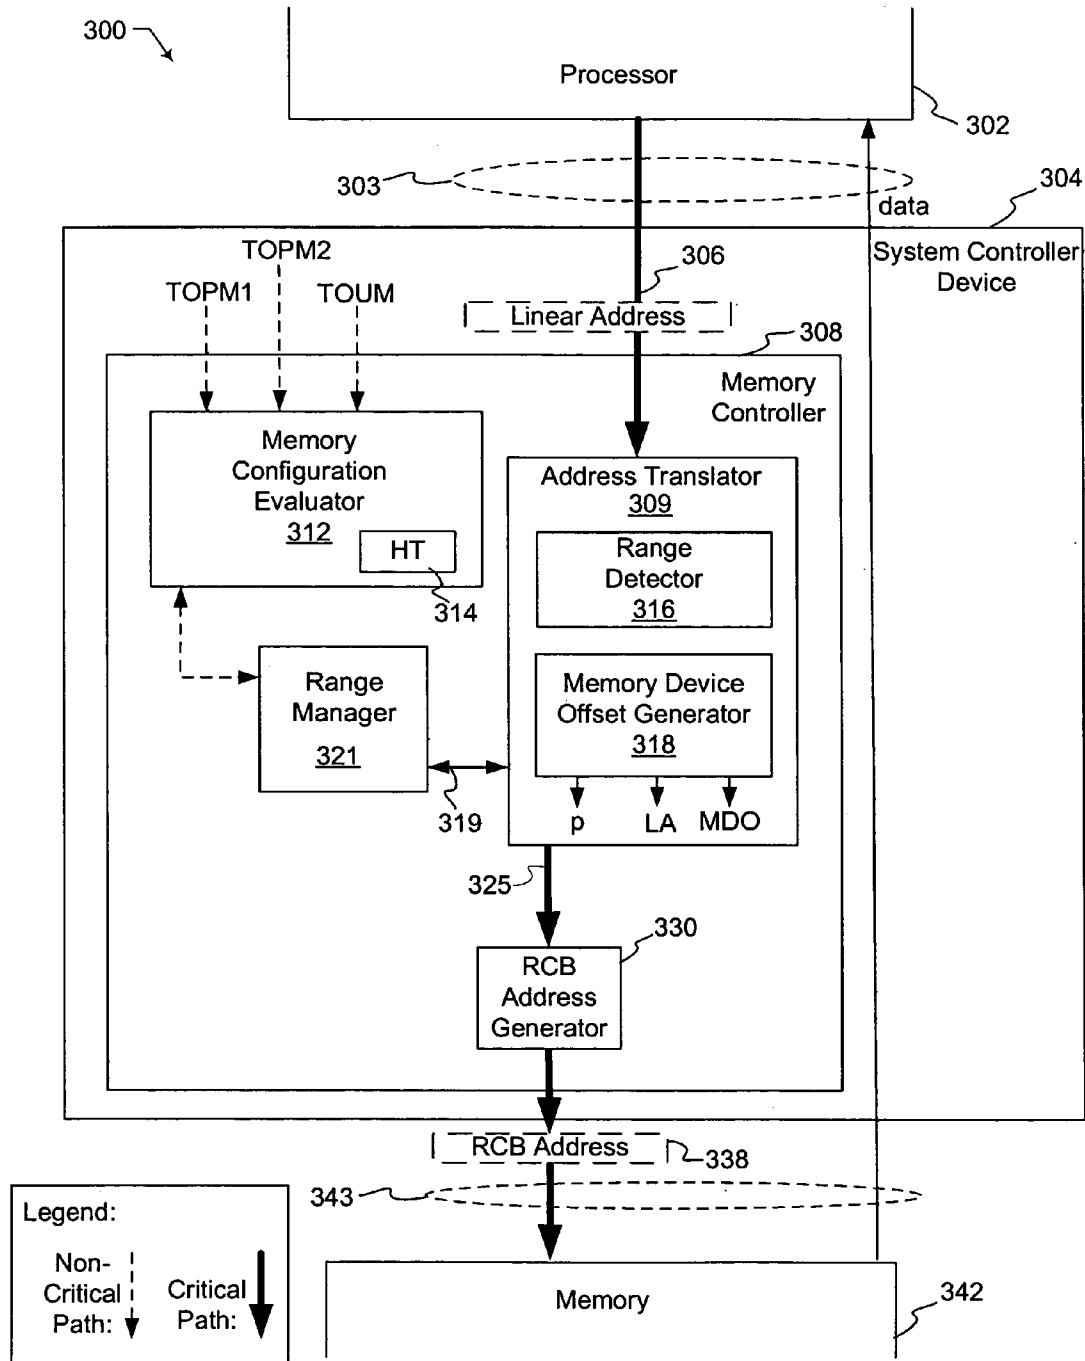 300
Processor
302
303
304
data
System Controller
Device
TOPM2
TOPM1
TOUM
306
Linear Address
308
Memory
Controller
Memory
Configuration
Evaluator
312
HT
314
Address Translator
309
Range
Detector
316
Range
Manager
321
Memory Device
Offset Generator
318
319
p
LA
MDO
325
330
RCB
Address
Generator
RCB Address
338
343
Legend:
Non-
Critical
Path:
Critical
Path:
Memory
342